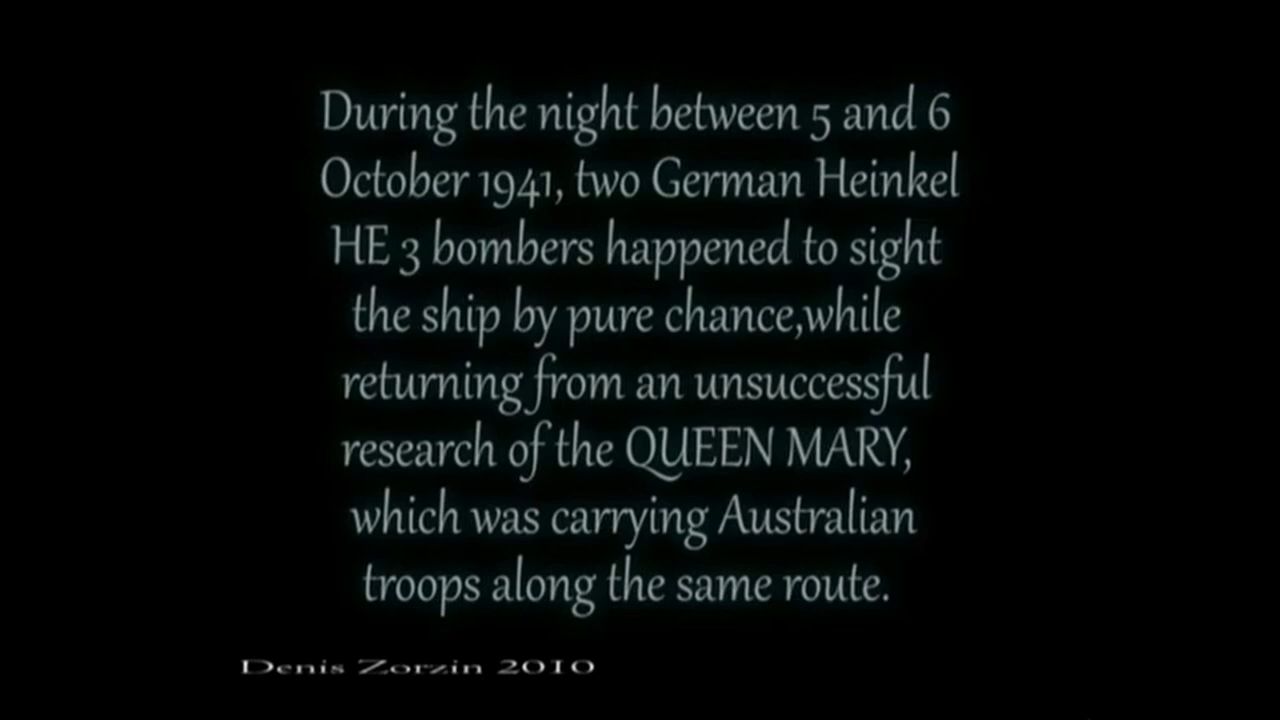 During the night between 5 and 6
October 1941, two German Heinkel
HE 3 bombers happened to sight
the ship by pure chance,while
returning from an unsuccessful
research of the QUEEN MARY,
which was carrying Australian
troops along the same route.
Denis Zorzin 2010